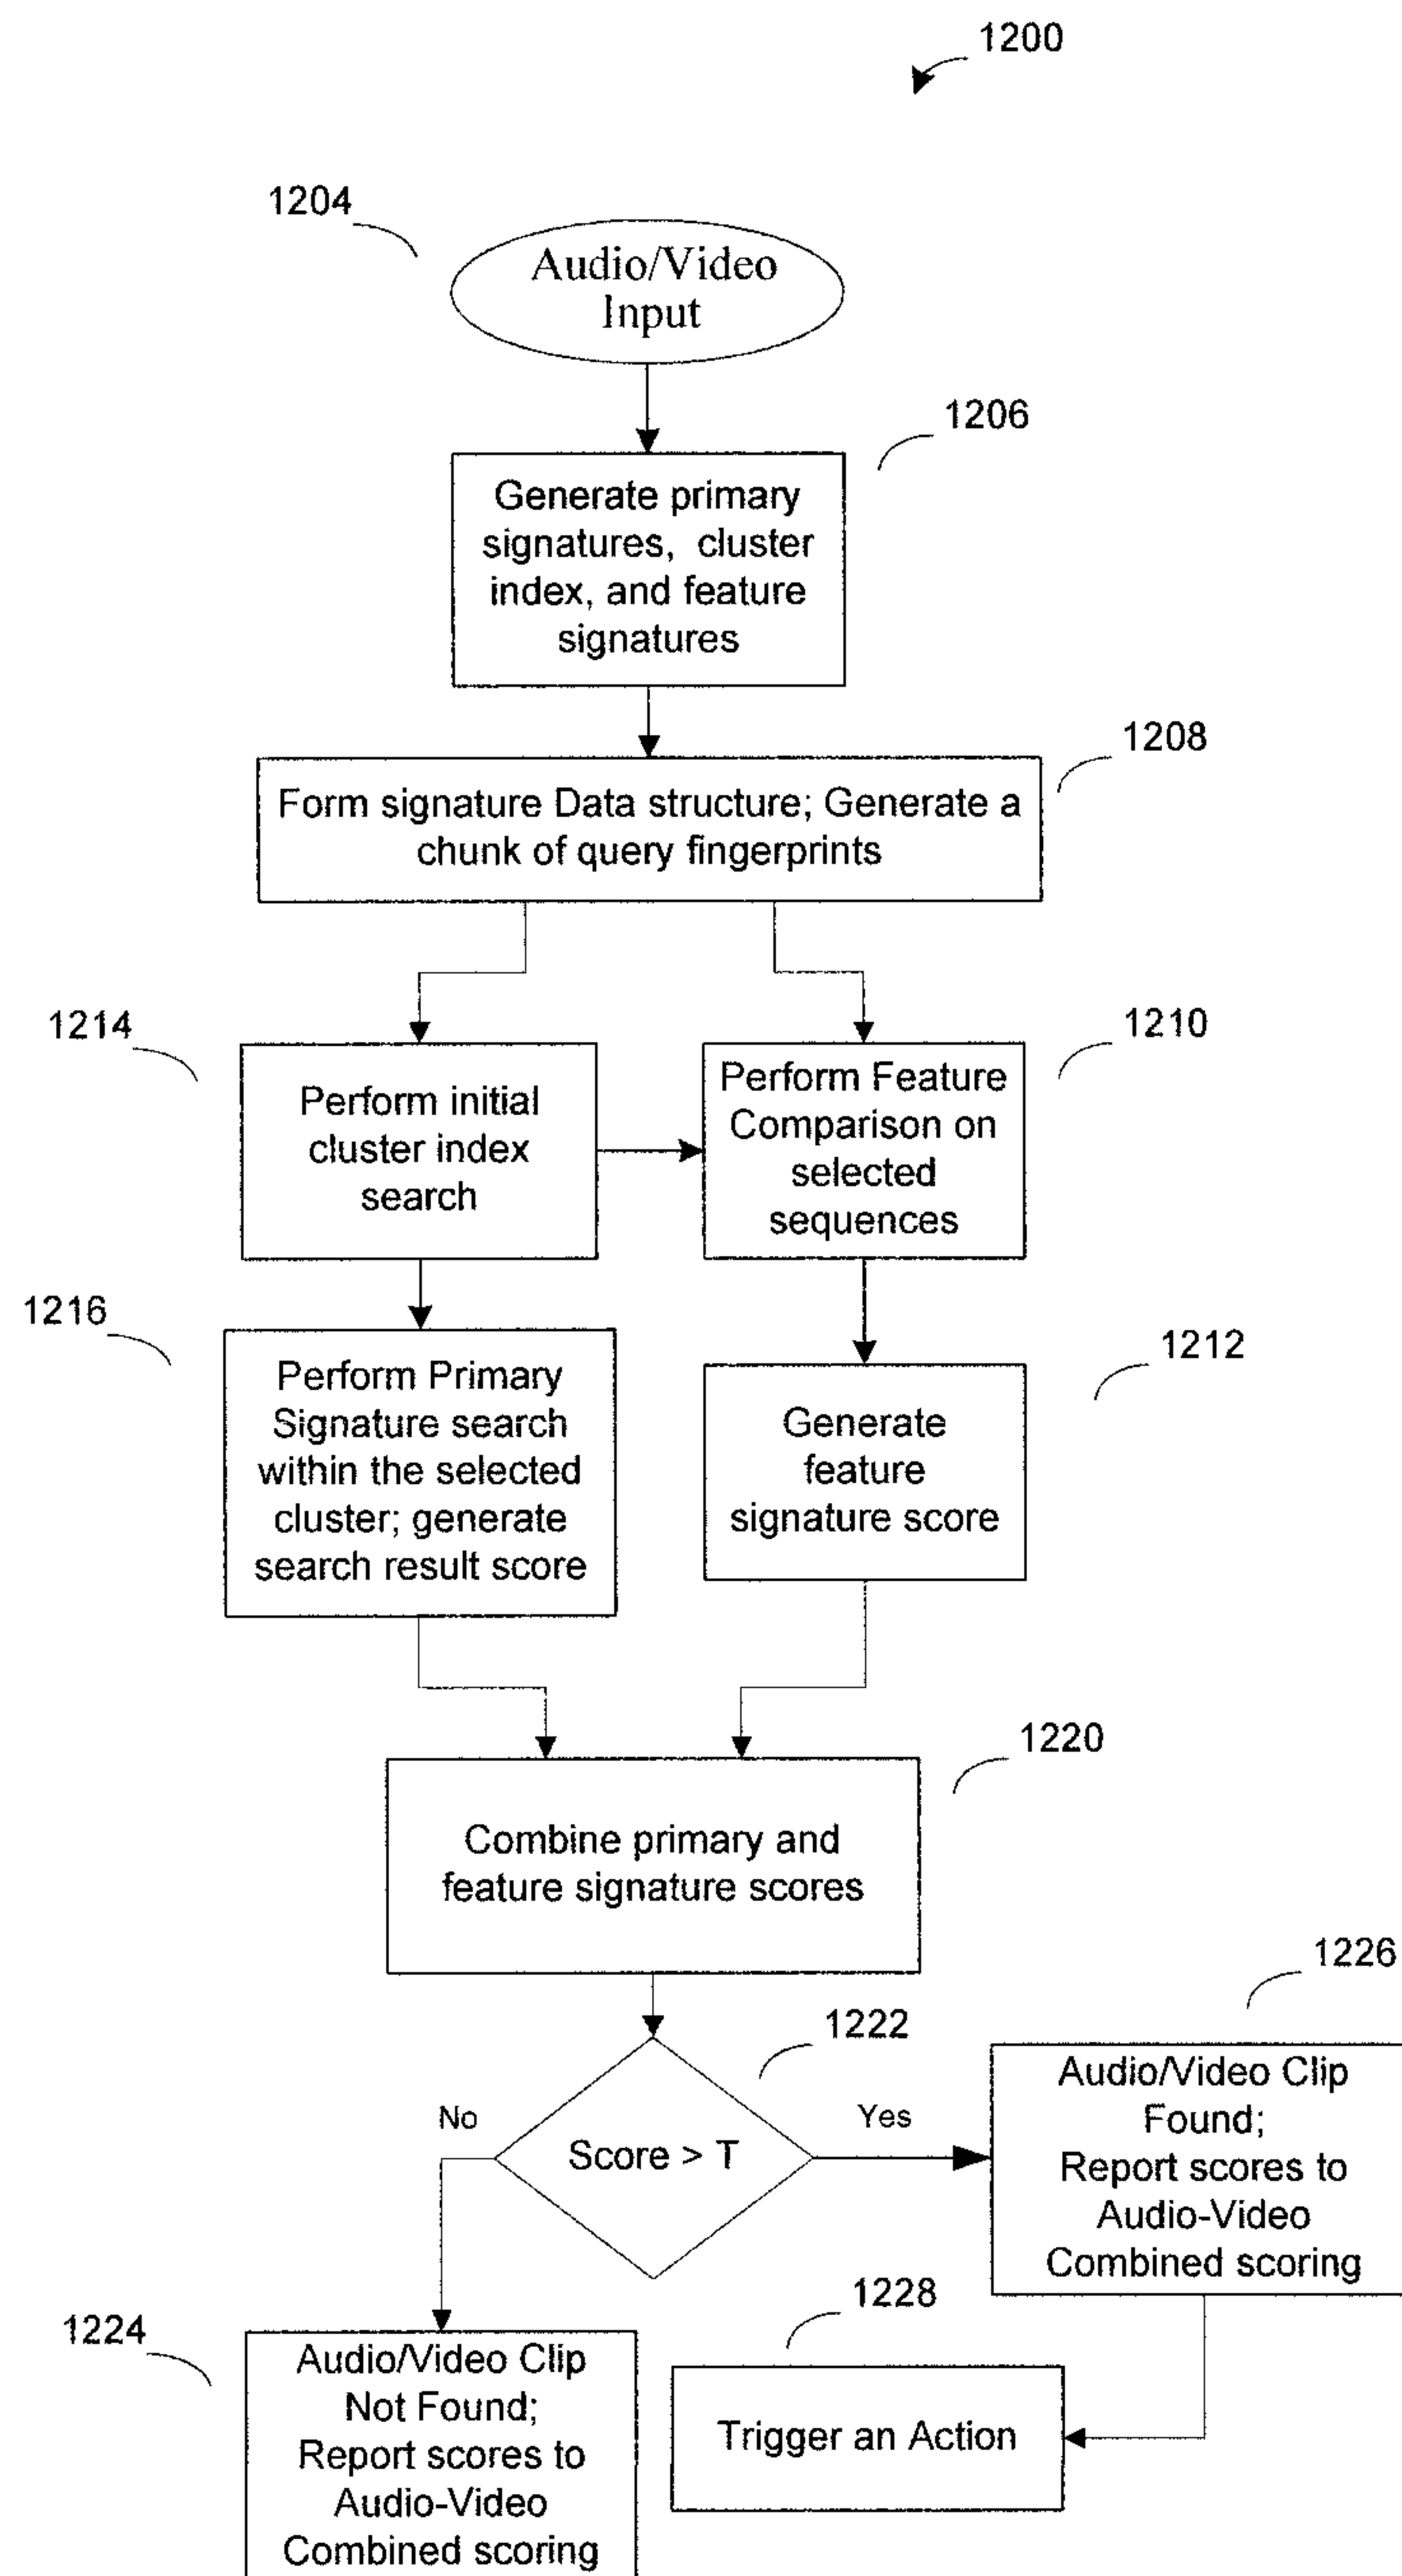 1200
1204
Audio/Video
Input
1206
Generate primary
signatures, cluster
index, and feature
signatures
1208
Form signature Data structure; Generate a
chunk of query fingerprints
1214
Perform initial
cluster index
search
1210
Perform Feature
Comparison on
selected
sequences
1216
Perform Primary
Signature search
within the selected
cluster; generate
search result score
1212
Generate
feature
signature score
1220
Combine primary and
feature signature scores
1222
Score > T
No
Yes
1226
Audio/Video Clip
Found;
Report scores to
Audio-Video
Combined scoring
1224
Audio/Video Clip
Not Found;
Report scores to
Audio-Video
Combined scoring
1228
Trigger an Action